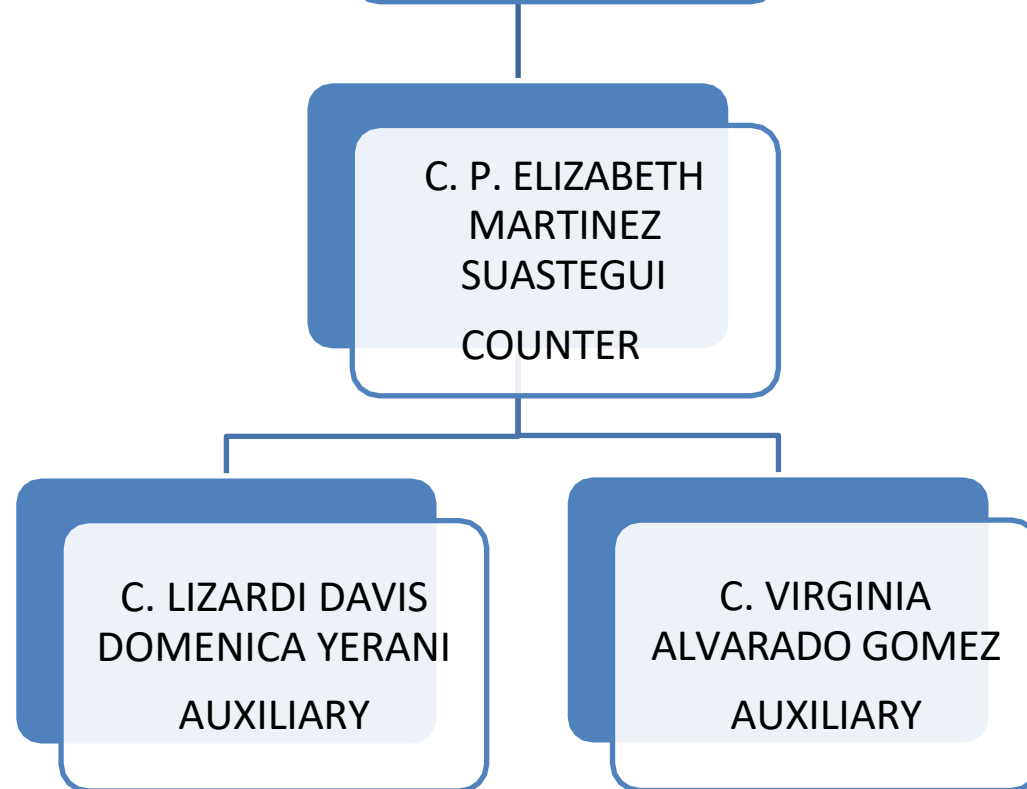 C. P. ELIZABETH
MARTINEZ
SUASTEGUI
COUNTER
C. LIZARDI DAVIS
DOMENICA YERANI
AUXILIARY
C. VIRGINIA
ALVARADO GOMEZ
AUXILIARY